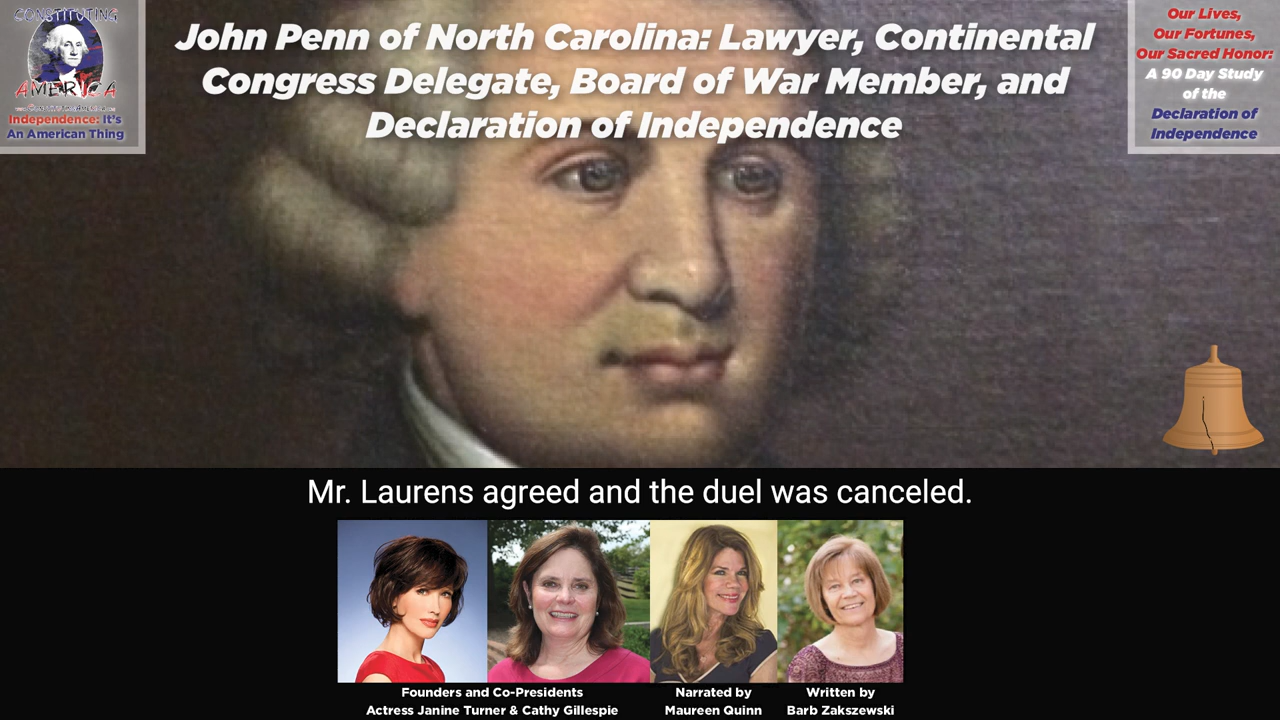 CONSTITUTING
AMERICA
Independence: It's
An American Thing
John Penn of North Carolina: Lawyer, Continental
Congress Delegate, Board of War Member, and
Declaration of Independence
Our Lives,
Our Fortunes,
Our Sacred Honor:
A 90 Day Study
of the
Declaration of
Independence
Mr. Laurens agreed and the duel was canceled.
Founders and Co-Presidents
Actress Janine Turner & Cathy Gillespie
Narrated by
Maureen Quinn
Written by
Barb Zakszewski